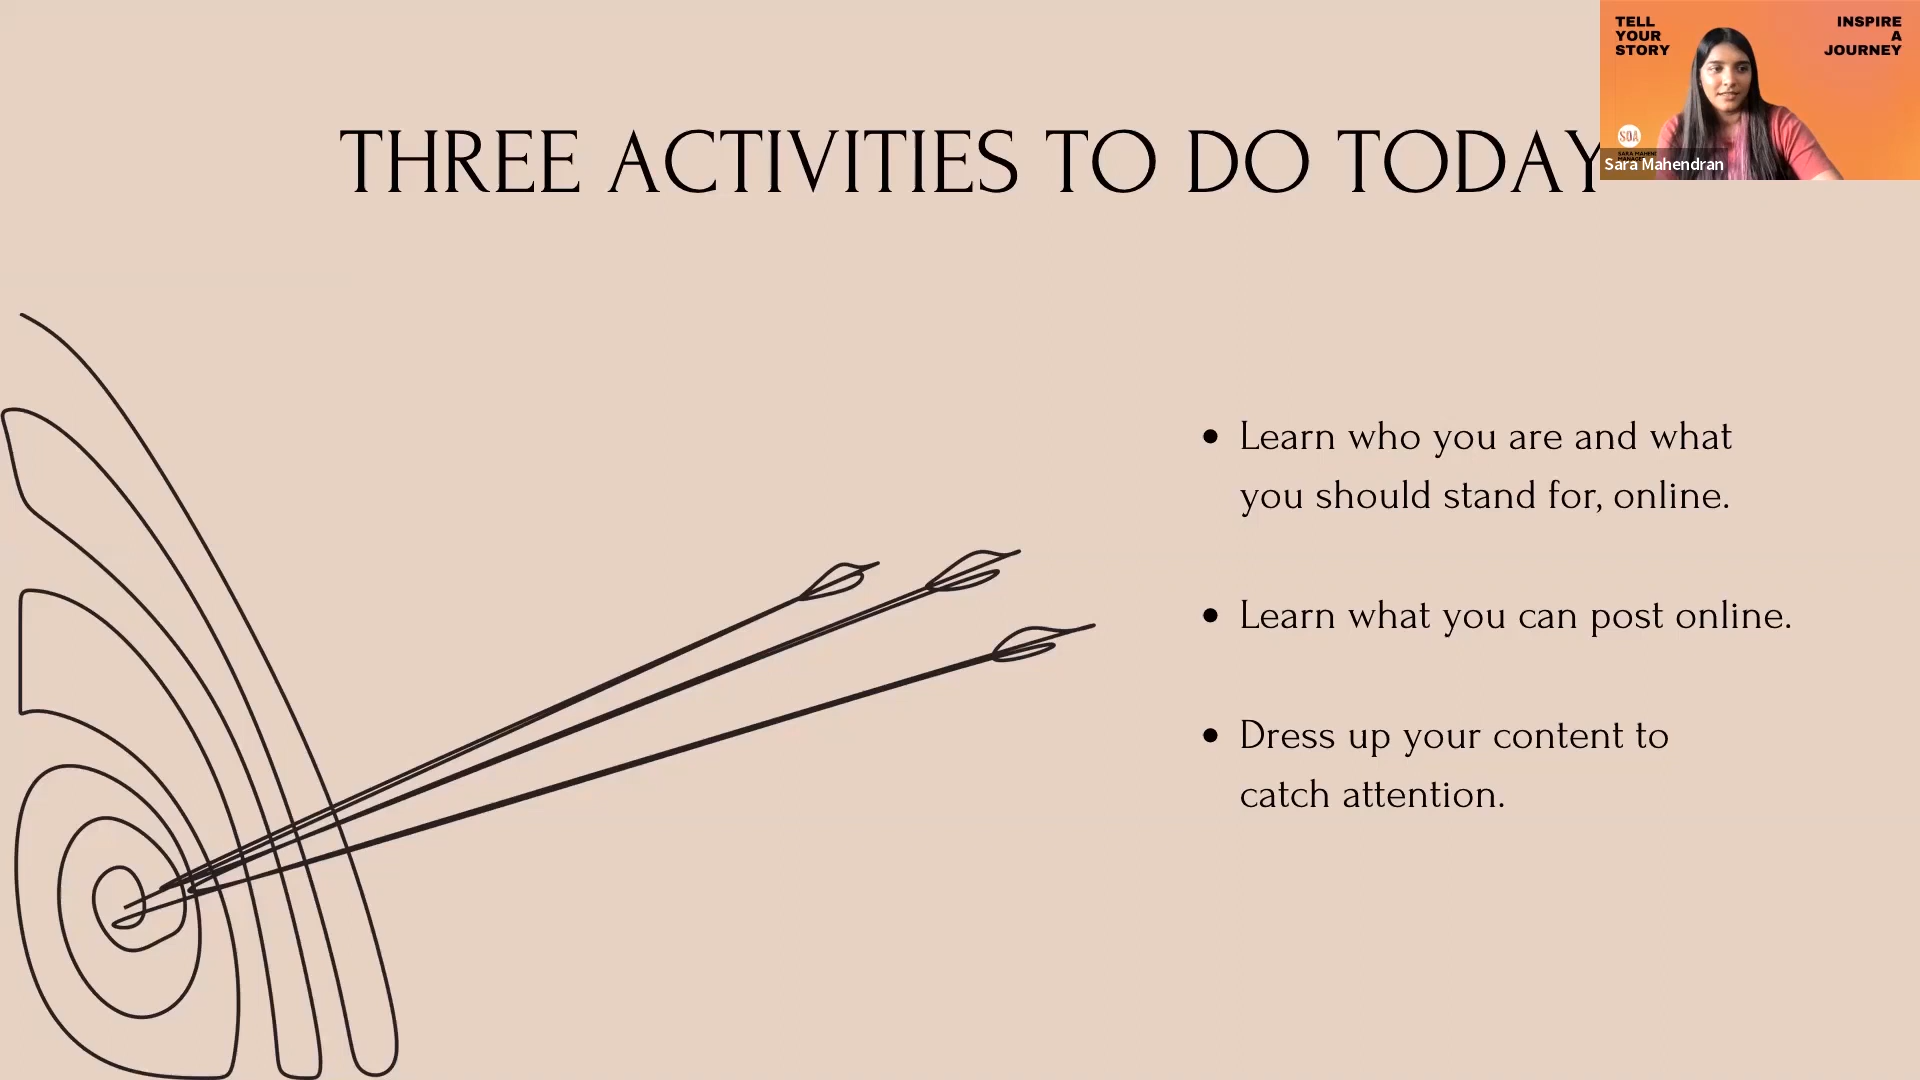 TELL
YOUR
STORY
INSPIRE
A
JOURNEY
THREE ACTIVITIES TO DO TODAY
SDA
Sara Mahendran
Learn who you are and what
you should stand for, online.
Learn what you can post online.
Dress up your content to
catch attention.